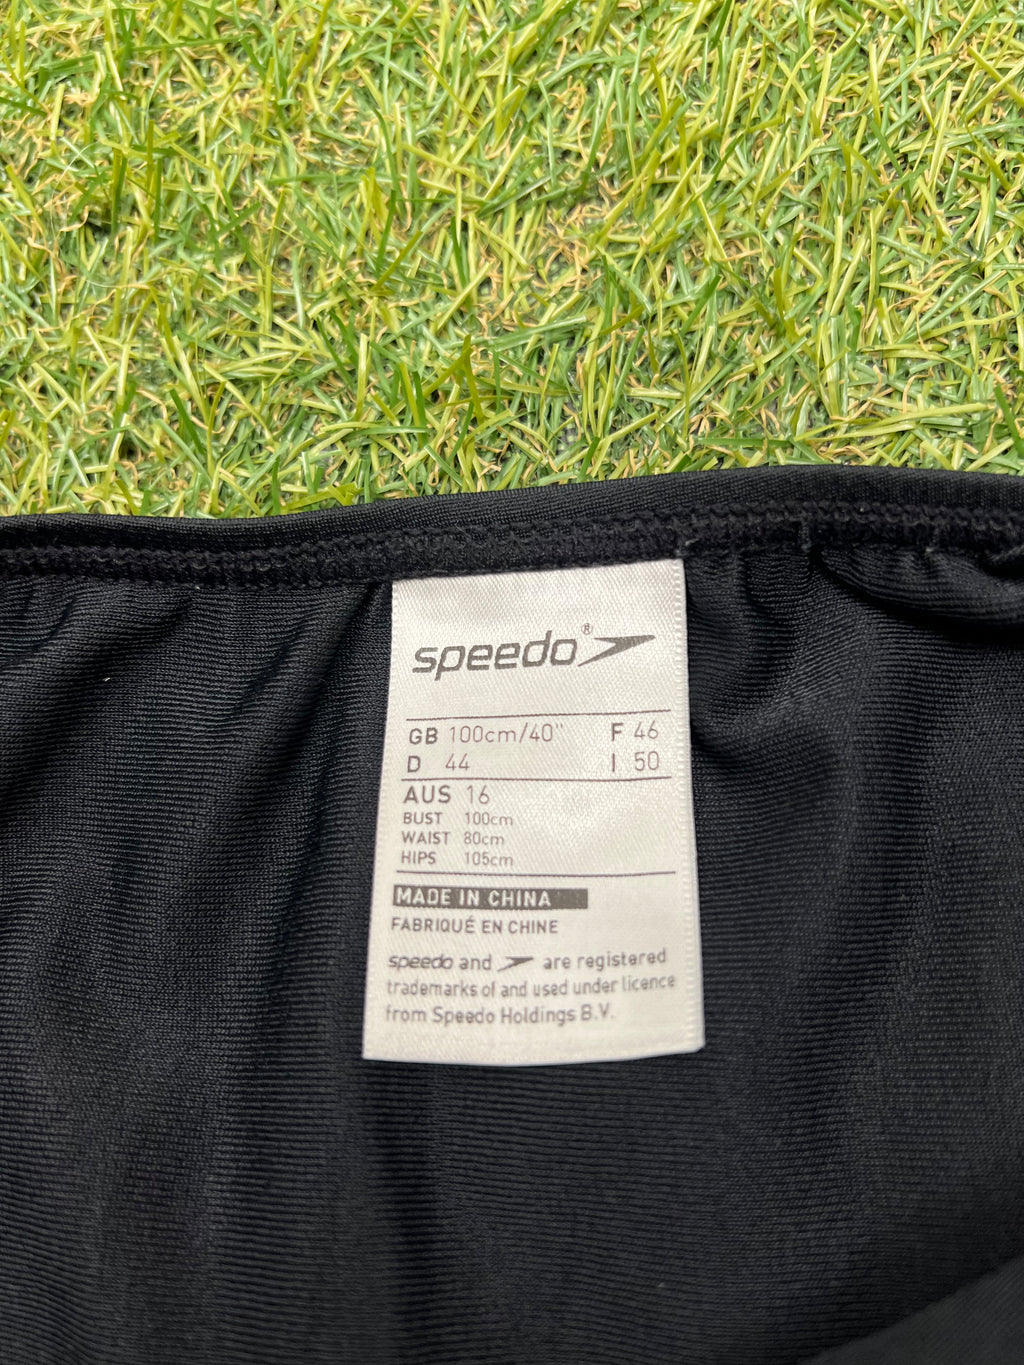 speedo®
GB 100cm/40" F 46
D 44 I 50
AUS 16
BUST 100cm
WAIST 80cm
HIPS 105cm
MADE IN CHINA
FABRIQUÉ EN CHINE
speedo and are registered
trademarks of and used under licence
from Speedo Holdings B.V.